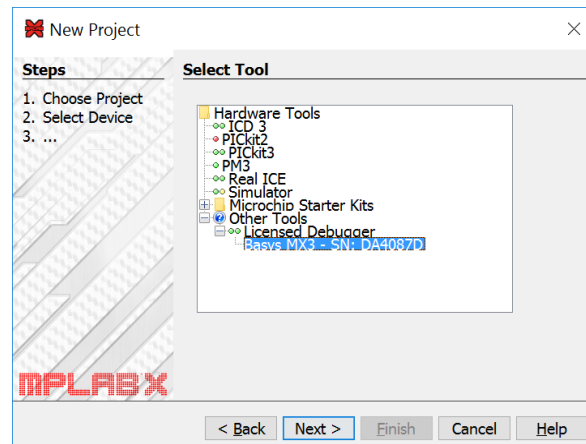 New Project
Steps
1. Choose Project
2. Select Device
3. ...
Select Tool
Hardware Tools
ICD 3
PICkit2
PICkit3
PM3
Real ICE
Simulator
Microchip Starter Kits
Other Tools
Licensed Debugger
Basys MX3 - SN: DA4087D
MPLABX
< Back
Next >
Finish
Cancel
Help